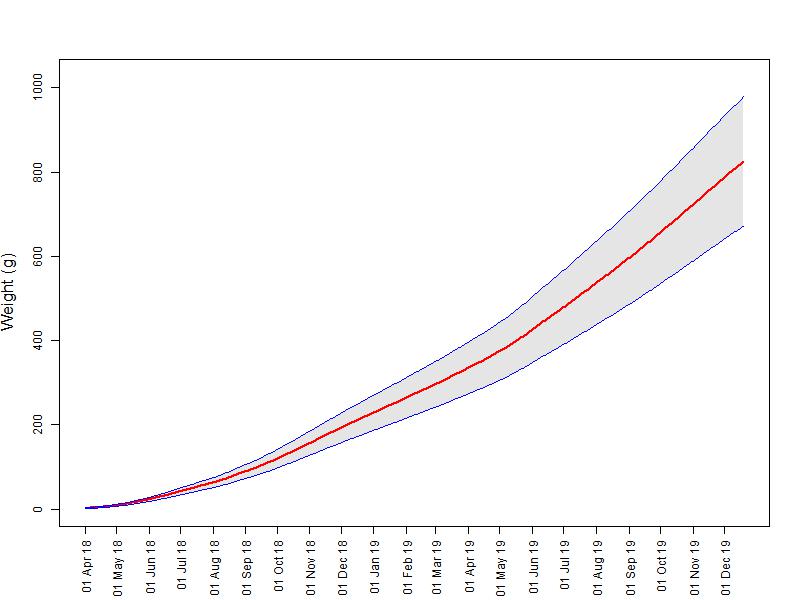 Weight (g)
1000
800
600
400
200
0
01 Apr 18
01 May 18
01 Jun 18
01 Jul 18
01 Aug 18
01 Sep 18
01 Oct 18
01 Nov 18
01 Dec 18
01 Jan 19
01 Feb 19
01 Mar 19
01 Apr 19
01 May 19
01 Jun 19
01 Jul 19
01 Aug 19
01 Sep 19
01 Oct 19
01 Nov 19
01 Dec 19